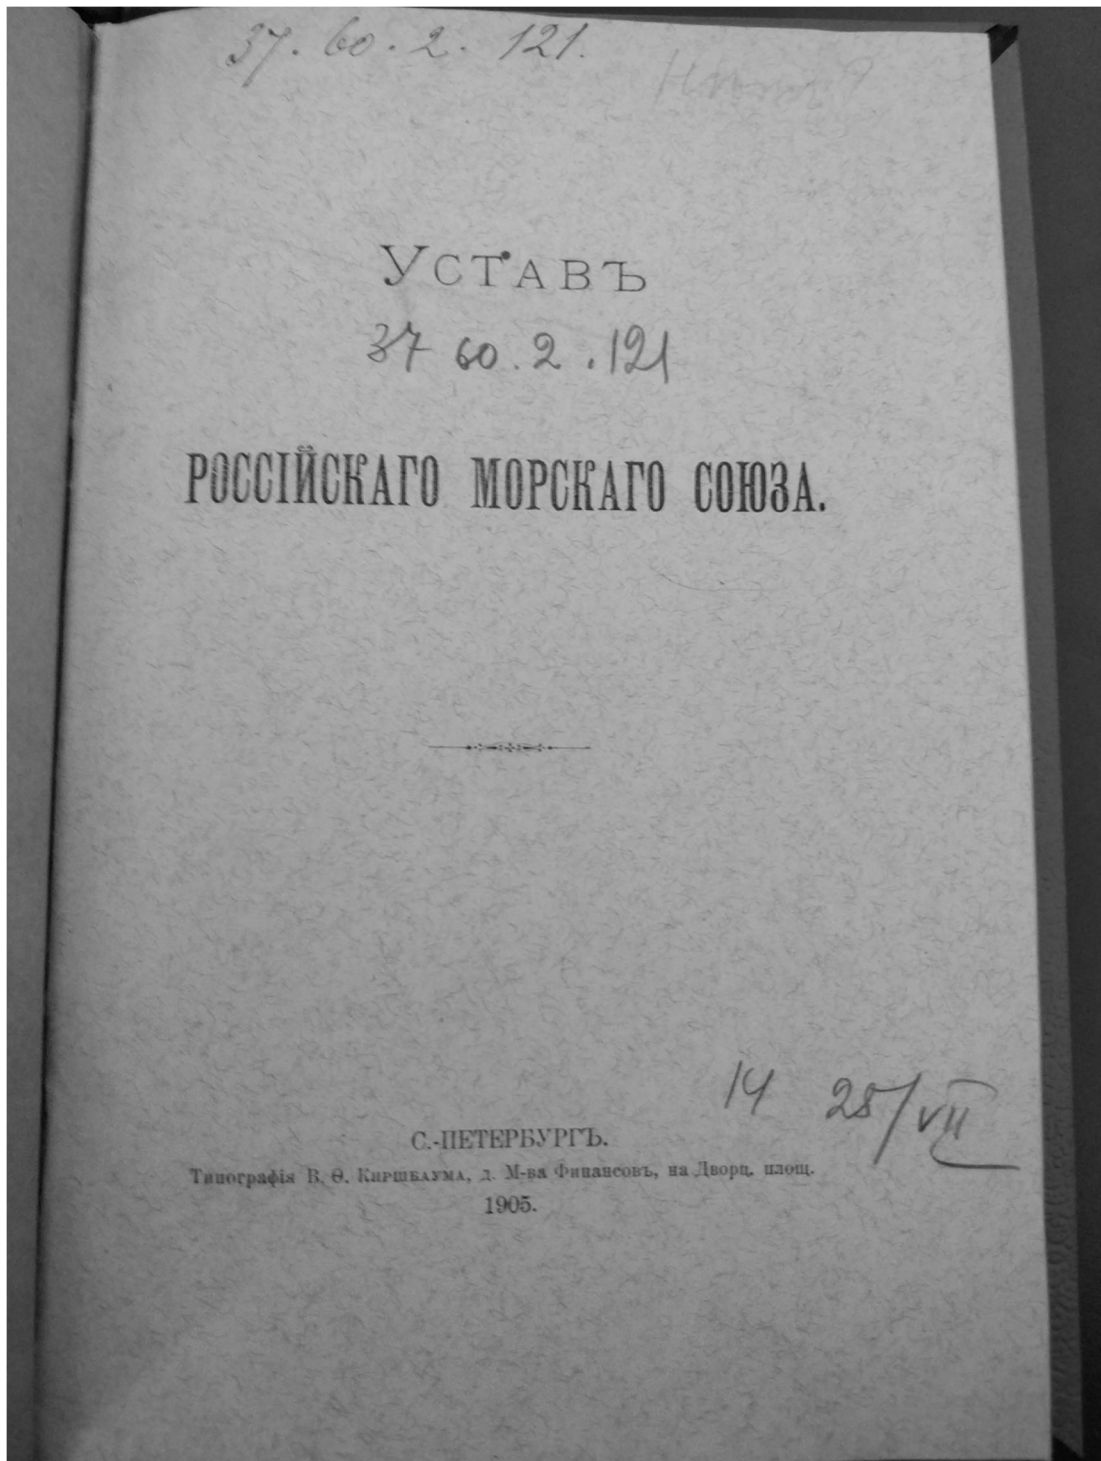 37. 60. 2. 121.
Уставъ
37 60. 2. 121
РОССІЙСКАГО МОРСКАГО СОЮЗА.
14 25/VII
С.-ПЕТЕРБУРГЪ.
Типографія В. Ѳ. Киршбаума, д. М-ва Финансовъ, на Дворц. площ.
1905.